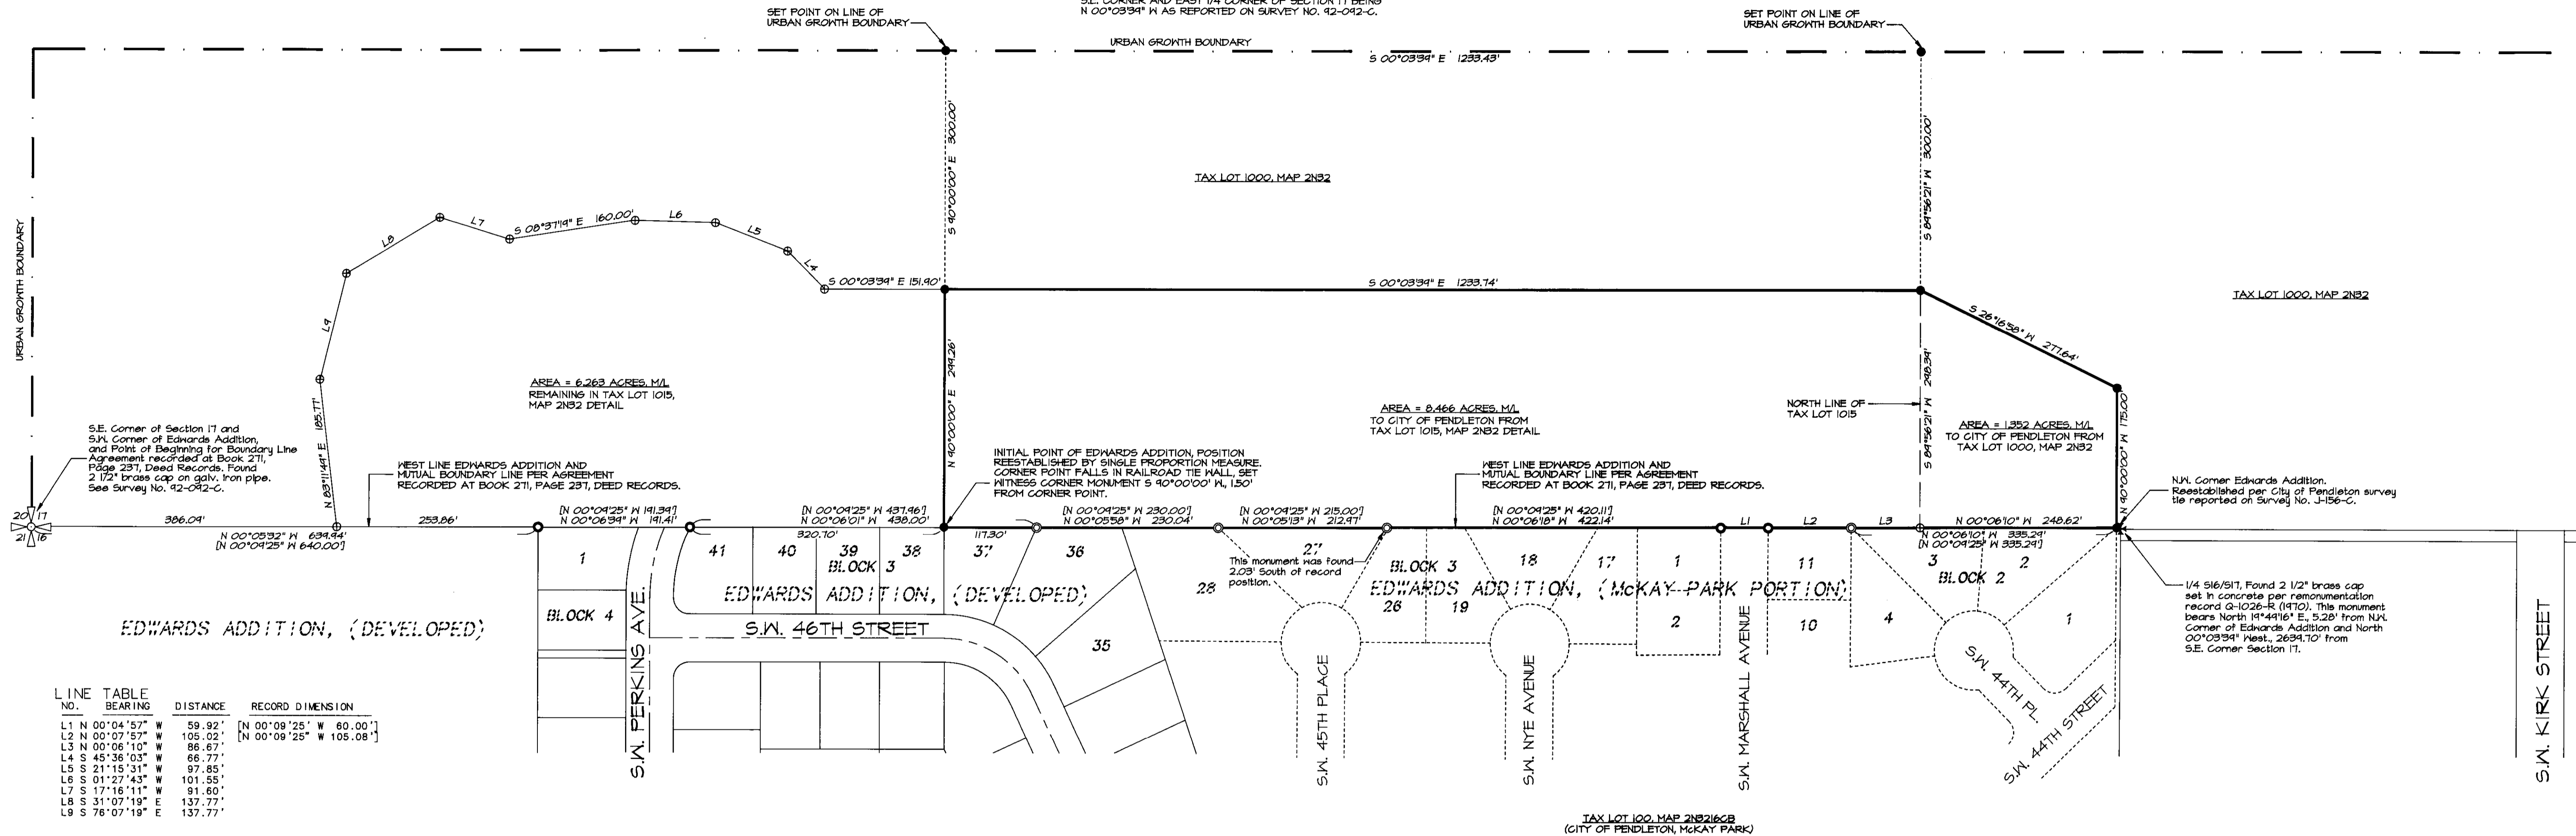 S.E. CORNER AND EAST 1/4 CORNER OF SECTION 17 BEING
N 00°03'39" W AS REPORTED ON SURVEY NO. 92-092-C.
SET POINT ON LINE OF
URBAN GROWTH BOUNDARY
SET POINT ON LINE OF
URBAN GROWTH BOUNDARY
URBAN GROWTH BOUNDARY
S 00°03'39" E 1233.43'
URBAN GROWTH BOUNDARY
S 90°00'00" E 300.00'
S 89°56'21" W 300.00'
TAX LOT 1000, MAP 2N32
TAX LOT 1000, MAP 2N32
L8
L7
S 08°37'19" E 160.00'
L6
L5
L4
S 00°03'39" E 151.90'
S 00°03'39" E 1233.74'
S 26°16'58" W 277.64'
L9
N 83°11'49" E 185.77'
N 90°00'00" E 299.26'
S 89°56'21" W 298.39'
N 90°00'00" W 175.00'
AREA = 6.263 ACRES, M/L
REMAINING IN TAX LOT 1015,
MAP 2N32 DETAIL
AREA = 8.466 ACRES, M/L
TO CITY OF PENDLETON FROM
TAX LOT 1015, MAP 2N32 DETAIL
NORTH LINE OF
TAX LOT 1015
AREA = 1.352 ACRES, M/L
TO CITY OF PENDLETON FROM
TAX LOT 1000, MAP 2N32
S.E. Corner of Section 17 and
S.W. Corner of Edwards Addition,
and Point of Beginning for Boundary Line
Agreement recorded at Book 271,
Page 237, Deed Records. Found
2 1/2" brass cap on galv. iron pipe.
See Survey No. 92-092-C.
WEST LINE EDWARDS ADDITION AND
MUTUAL BOUNDARY LINE PER AGREEMENT
RECORDED AT BOOK 271, PAGE 237, DEED RECORDS.
INITIAL POINT OF EDWARDS ADDITION, POSITION
REESTABLISHED BY SINGLE PROPORTION MEASURE.
CORNER POINT FALLS IN RAILROAD TIE WALL, SET
WITNESS CORNER MONUMENT S 90°00'00" W, 1.50'
FROM CORNER POINT.
WEST LINE EDWARDS ADDITION AND
MUTUAL BOUNDARY LINE PER AGREEMENT
RECORDED AT BOOK 271, PAGE 237, DEED RECORDS.
N.W. Corner Edwards Addition.
Reestablished per City of Pendleton survey
tie reported on Survey No. J-156-C.
20 17
21 16
386.09'
253.86'
N 00°05'32" W 639.94'
[N 00°09'25" W 640.00']
[N 00°09'25" W 191.39']
N 00°06'39" W 191.41'
[N 00°09'25" W 437.96']
N 00°06'01" W 438.00'
320.70'
117.30'
[N 00°09'25" W 230.00']
N 00°05'58" W 230.04'
[N 00°09'25" W 215.00']
N 00°05'13" W 212.97'
[N 00°09'25" W 420.11']
N 00°06'18" W 422.14'
L1
L2
L3
N 00°06'10" W 248.62'
N 00°06'10" W 335.29'
[N 00°09'25" W 335.29']
1
41
40
39
38
37
36
27
18
17
1
11
3
2
BLOCK 3
This monument was found
2.03' South of record
position.
BLOCK 3
BLOCK 2
EDWARDS ADDITION, (DEVELOPED)
28
EDWARDS ADDITION, (McKAY PARK PORTION)
26
19
BLOCK 4
2
10
4
1
35
EDWARDS ADDITION, (DEVELOPED)
S.W. PERKINS AVE.
S.W. 46TH STREET
S.W. 45TH PLACE
S.W. NYE AVENUE
S.W. MARSHALL AVENUE
S.W. 44TH PL.
S.W. 44TH STREET
S.W. KIRK STREET
1/4 S16/S17, Found 2 1/2" brass cap
set in concrete per remonumentation
record Q-1026-R (1970). This monument
bears North 19°49'16" E., 5.28' from N.W.
Corner of Edwards Addition and North
00°03'39" West., 2639.70' from
S.E. Corner Section 17.
LINE TABLE
NO. BEARING DISTANCE RECORD DIMENSION
L1 N 00°04'57" W 59.92' [N 00°09'25' W 60.00']
L2 N 00°07'57" W 105.02' [N 00°09'25" W 105.08']
L3 N 00°06'10" W 86.67'
L4 S 45°36'03" W 66.77'
L5 S 21°15'31" W 97.85'
L6 S 01°27'43" W 101.55'
L7 S 17°16'11" W 91.60'
L8 S 31°07'19" E 137.77'
L9 S 76°07'19" E 137.77'
TAX LOT 100, MAP 2N3216CB
(CITY OF PENDLETON, McKAY PARK)